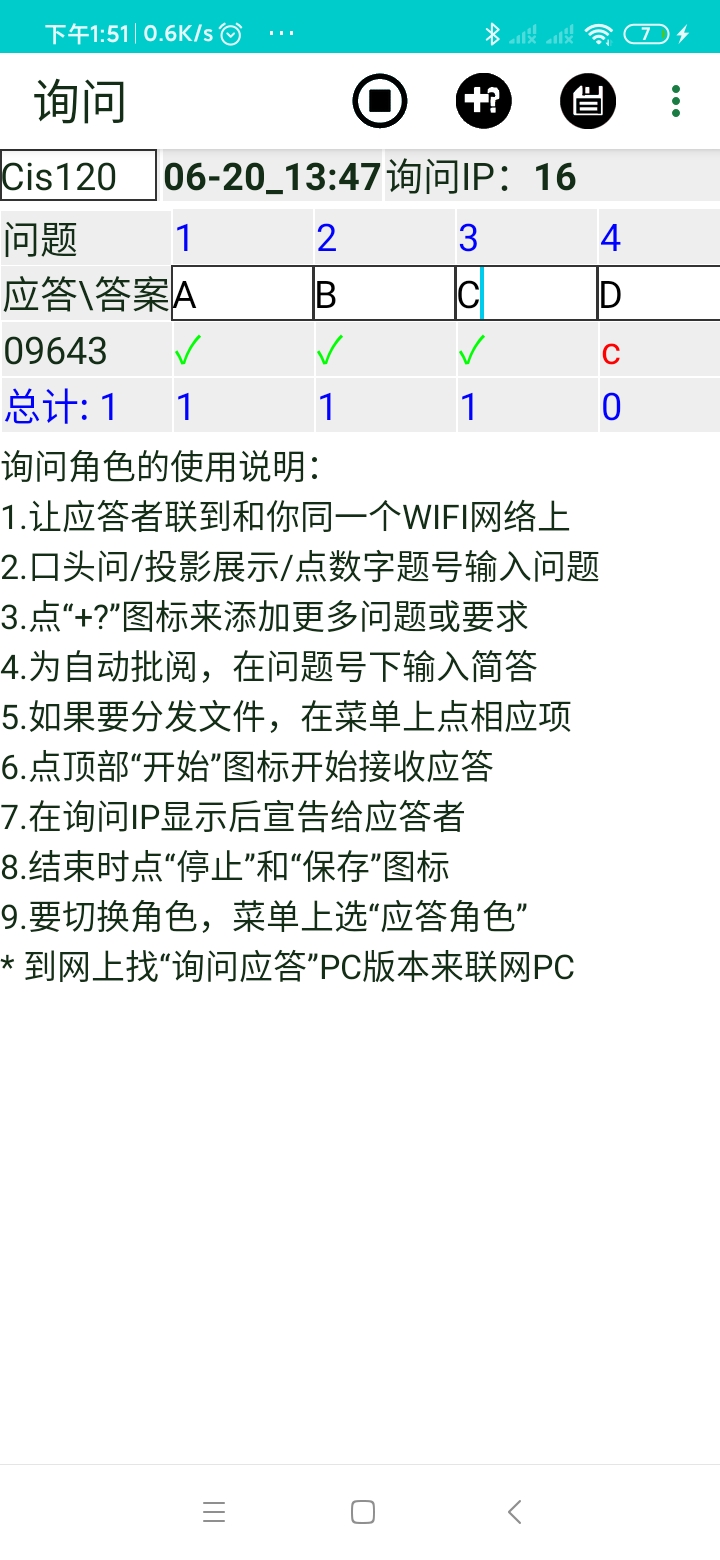 下午1:51 | 0.6K/s ... 7
询问
Cis120 06-20_13:47 询问IP：16
问题 1 2 3 4
应答\答案 A B C D
09643 ✓ ✓ ✓ c
总计: 1 1 1 1 0
询问角色的使用说明：
1.让应答者联到和你同一个WIFI网络上
2.口头问/投影展示/点数字题号输入问题
3.点“+?”图标来添加更多问题或要求
4.为自动批阅，在问题号下输入简答
5.如果要分发文件，在菜单上点相应项
6.点顶部“开始”图标开始接收应答
7.在询问IP显示后宣告给应答者
8.结束时点“停止”和“保存”图标
9.要切换角色，菜单上选“应答角色”
* 到网上找“询问应答”PC版本来联网PC